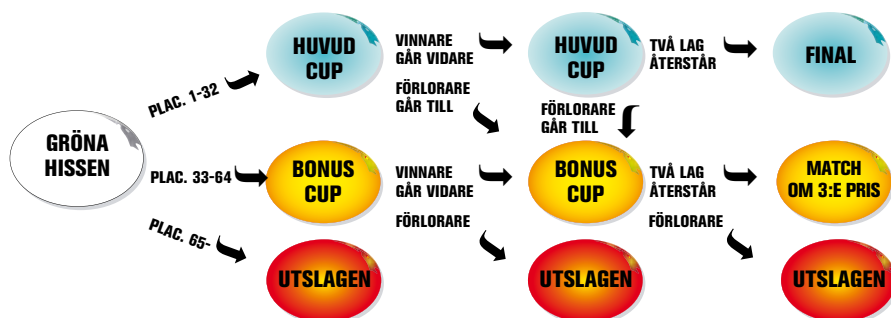 GRÖNA
HISSEN
PLAC. 1-32
PLAC. 33-64
PLAC. 65-
HUVUD
CUP
VINNARE
GÅR VIDARE
FÖRLORARE
GÅR TILL
HUVUD
CUP
TVÅ LAG
ÅTERSTÅR
FINAL
FÖRLORARE
GÅR TILL
BONUS
CUP
VINNARE
GÅR VIDARE
FÖRLORARE
BONUS
CUP
TVÅ LAG
ÅTERSTÅR
FÖRLORARE
MATCH
OM 3:E PRIS
UTSLAGEN
UTSLAGEN
UTSLAGEN